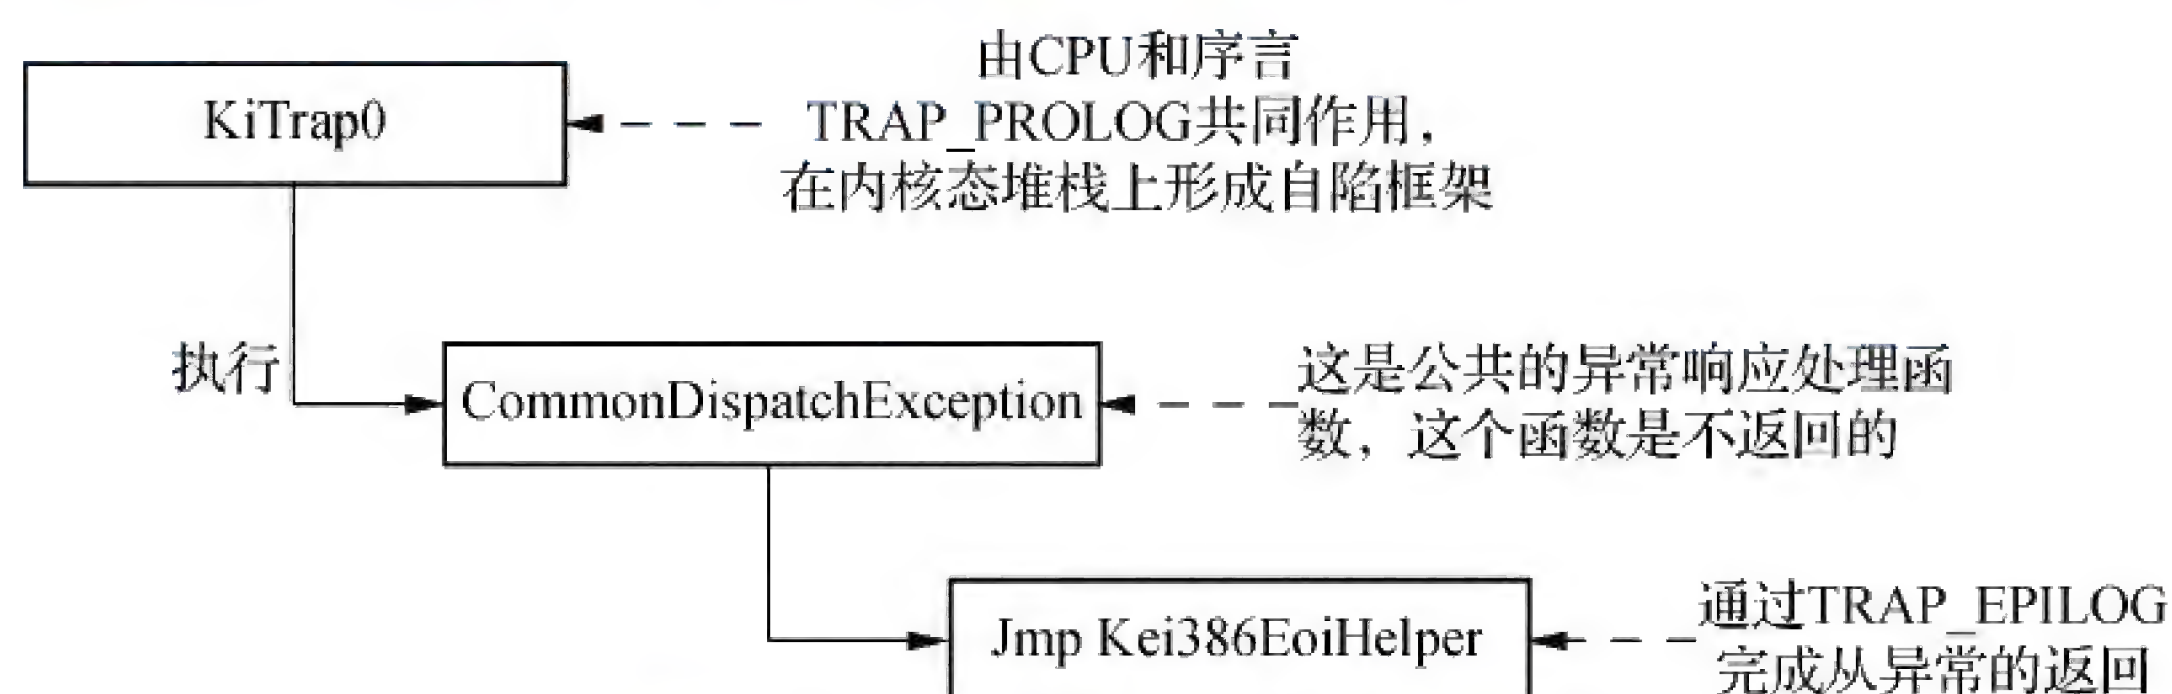 由CPU和序言
KiTrap0
TRAP_PROLOG共同作用，
在内核态堆栈上形成自陷框架
执行
CommonDispatchException
这是公共的异常响应处理函
数，这个函数是不返回的
Jmp Kei386EoiHelper
通过TRAP_EPILOG
完成从异常的返回